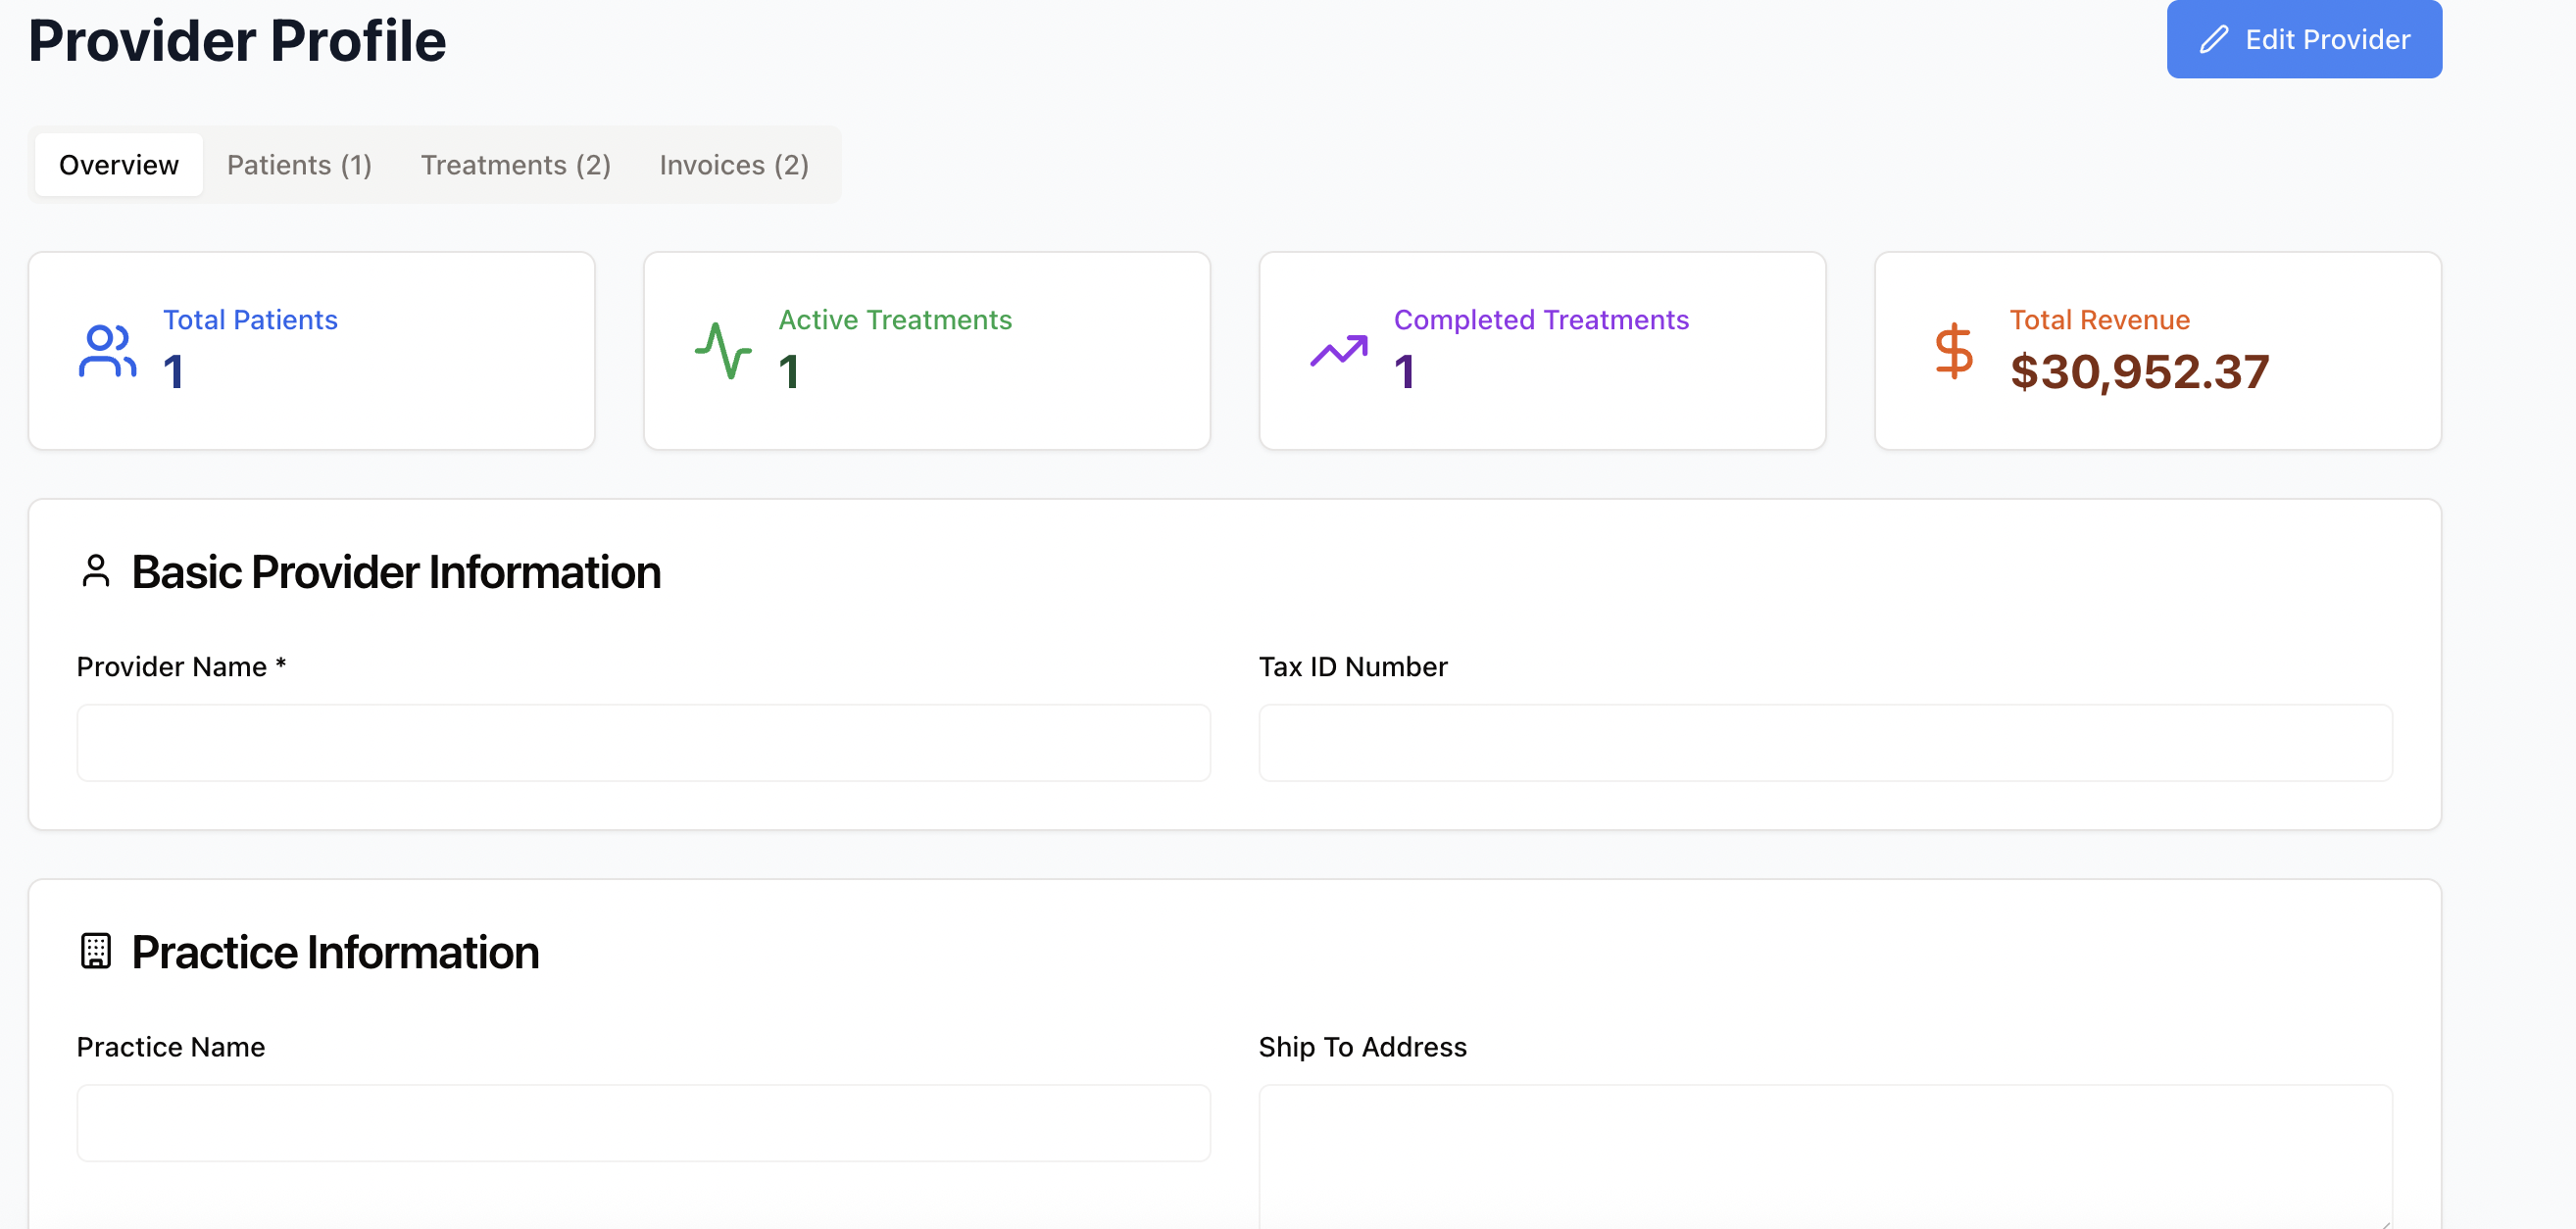 Provider Profile
Edit Provider
Overview
Patients (1)
Treatments (2)
Invoices (2)
Total Patients
1
Active Treatments
1
Completed Treatments
1
Total Revenue
$30,952.37
Basic Provider Information
Provider Name *
Tax ID Number
Practice Information
Practice Name
Ship To Address